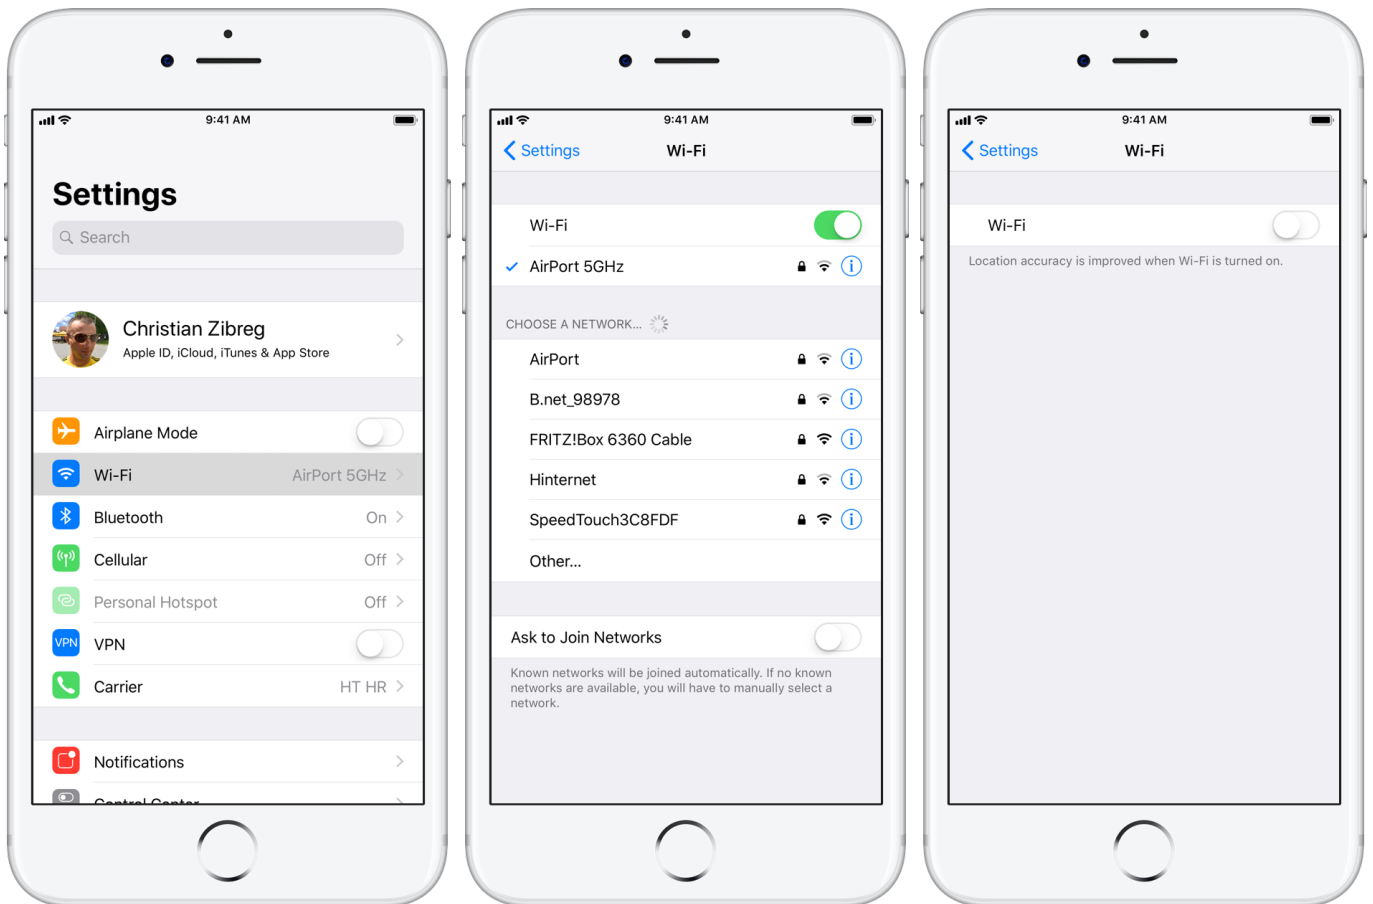 9:41 AM
Settings
Search
Christian Zibreg
Apple ID, iCloud, iTunes & App Store
Airplane Mode
Wi-Fi AirPort 5GHz
Bluetooth On
Cellular Off
Personal Hotspot Off
VPN VPN
Carrier HT HR
Notifications
Control Center
9:41 AM
Settings Wi-Fi
Wi-Fi
AirPort 5GHz
CHOOSE A NETWORK...
AirPort
B.net_98978
FRITZ!Box 6360 Cable
Hinternet
SpeedTouch3C8FDF
Other...
Ask to Join Networks
Known networks will be joined automatically. If no known
networks are available, you will have to manually select a
network.
9:41 AM
Settings Wi-Fi
Wi-Fi
Location accuracy is improved when Wi-Fi is turned on.